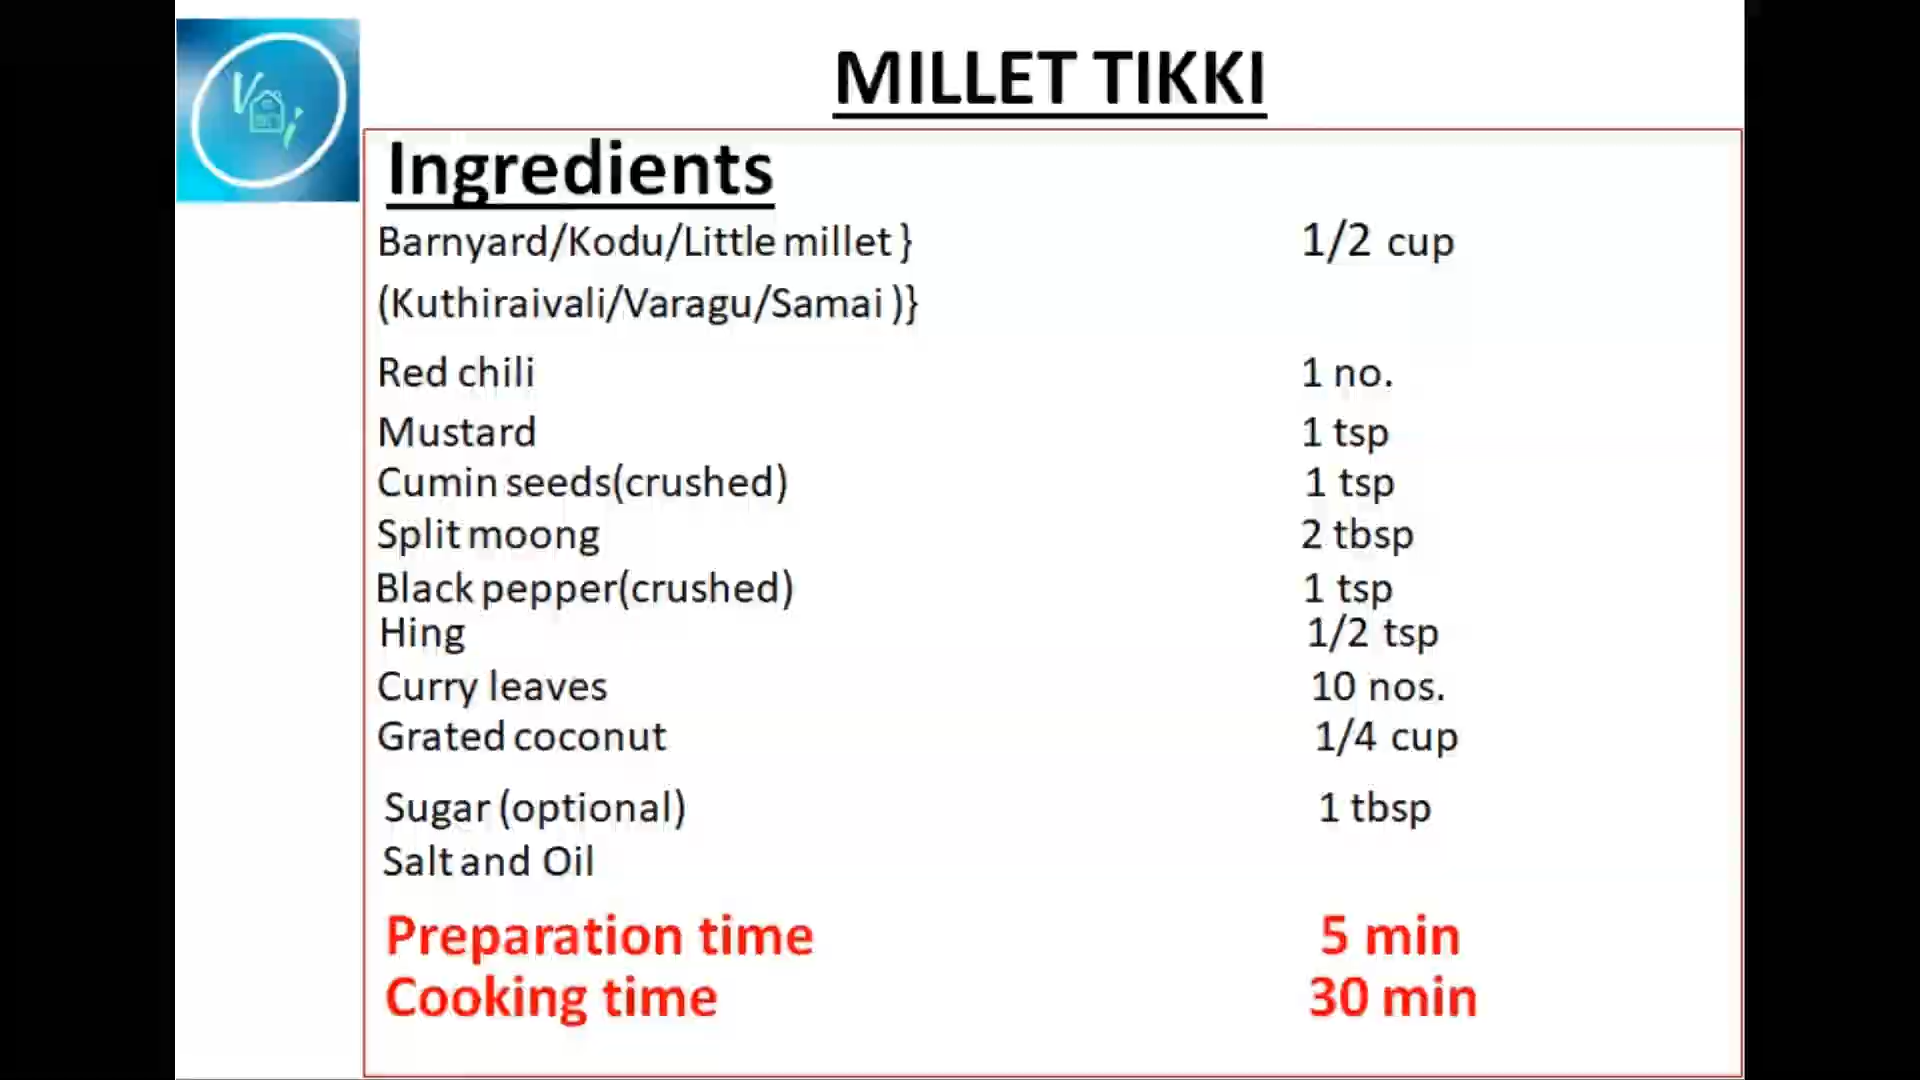 MILLET TIKKI
Ingredients
Barnyard/Kodu/Little millet } 1/2 cup
(Kuthiraivali/Varagu/Samai )}
Red chili 1 no.
Mustard 1 tsp
Cumin seeds(crushed) 1 tsp
Split moong 2 tbsp
Black pepper(crushed) 1 tsp
Hing 1/2 tsp
Curry leaves 10 nos.
Grated coconut 1/4 cup
Sugar (optional) 1 tbsp
Salt and Oil
Preparation time 5 min
Cooking time 30 min